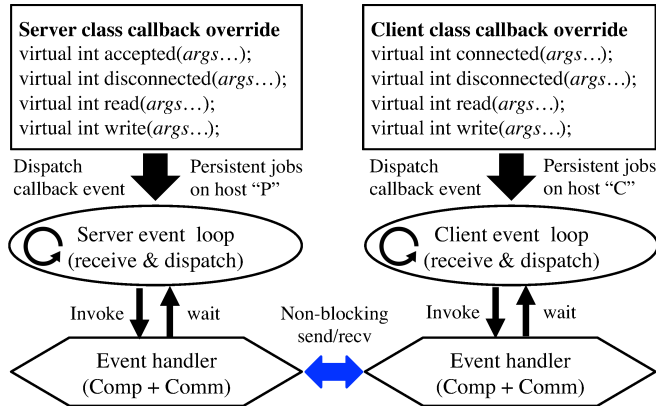 Server class callback override
virtual int accepted(args…);
virtual int disconnected(args…);
virtual int read(args…);
virtual int write(args…);
Client class callback override
virtual int connected(args…);
virtual int disconnected(args…);
virtual int read(args…);
virtual int write(args…);
Dispatch
callback event
Persistent jobs
on host “P”
Dispatch
callback event
Persistent jobs
on host “C”
Server event loop
(receive & dispatch)
Client event loop
(receive & dispatch)
Invoke
wait
Non-blocking
send/recv
Invoke
wait
Event handler
(Comp + Comm)
Event handler
(Comp + Comm)